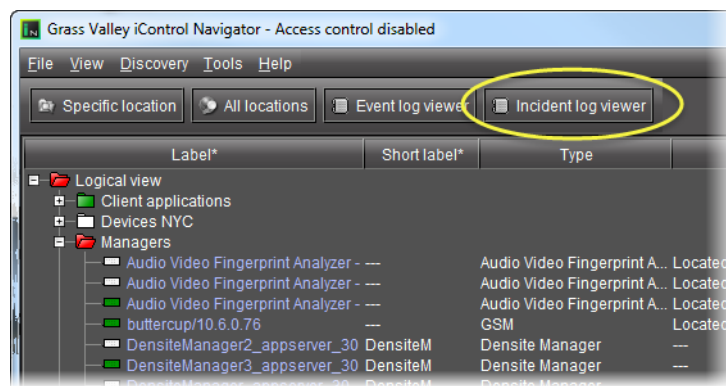 Grass Valley iControl Navigator - Access control disabled
File View Discovery Tools Help
Specific location All locations Event log viewer Incident log viewer
Label* Short label* Type
Logical view
Client applications
Devices NYC
Managers
Audio Video Fingerprint Analyzer - --- Audio Video Fingerprint A... Located
Audio Video Fingerprint Analyzer - --- Audio Video Fingerprint A... Located
Audio Video Fingerprint Analyzer - --- Audio Video Fingerprint A... Located
buttercup/10.6.0.76 --- GSM Located
DensiteManager2_appserver_30 DensiteM Densite Manager ---
DensiteManager3_appserver_30 DensiteM Densite Manager ---